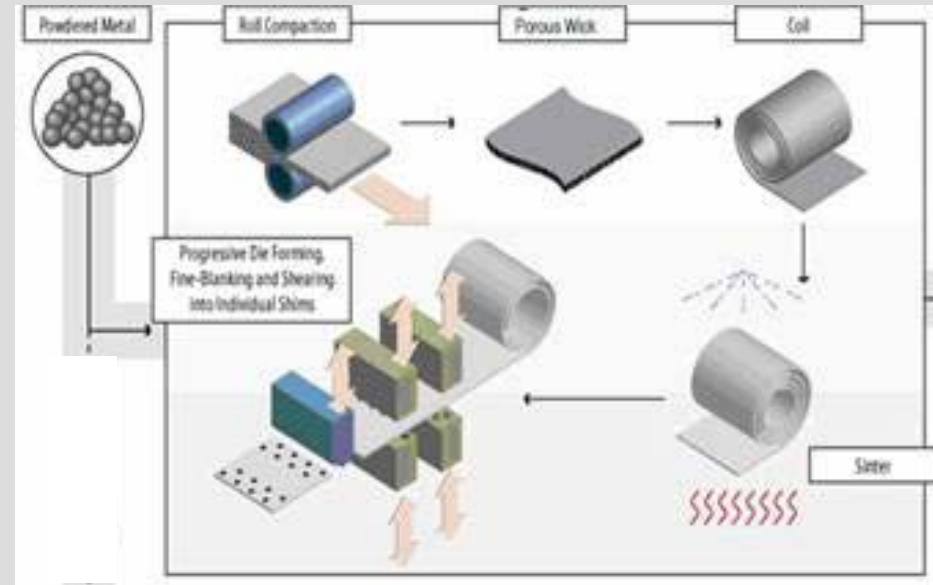 Powdered Metal
Roll Compaction
Porous Wick
Coil
Progressive Die Forming,
Fine-Blanking and Shearing
into Individual Shims
Sinter